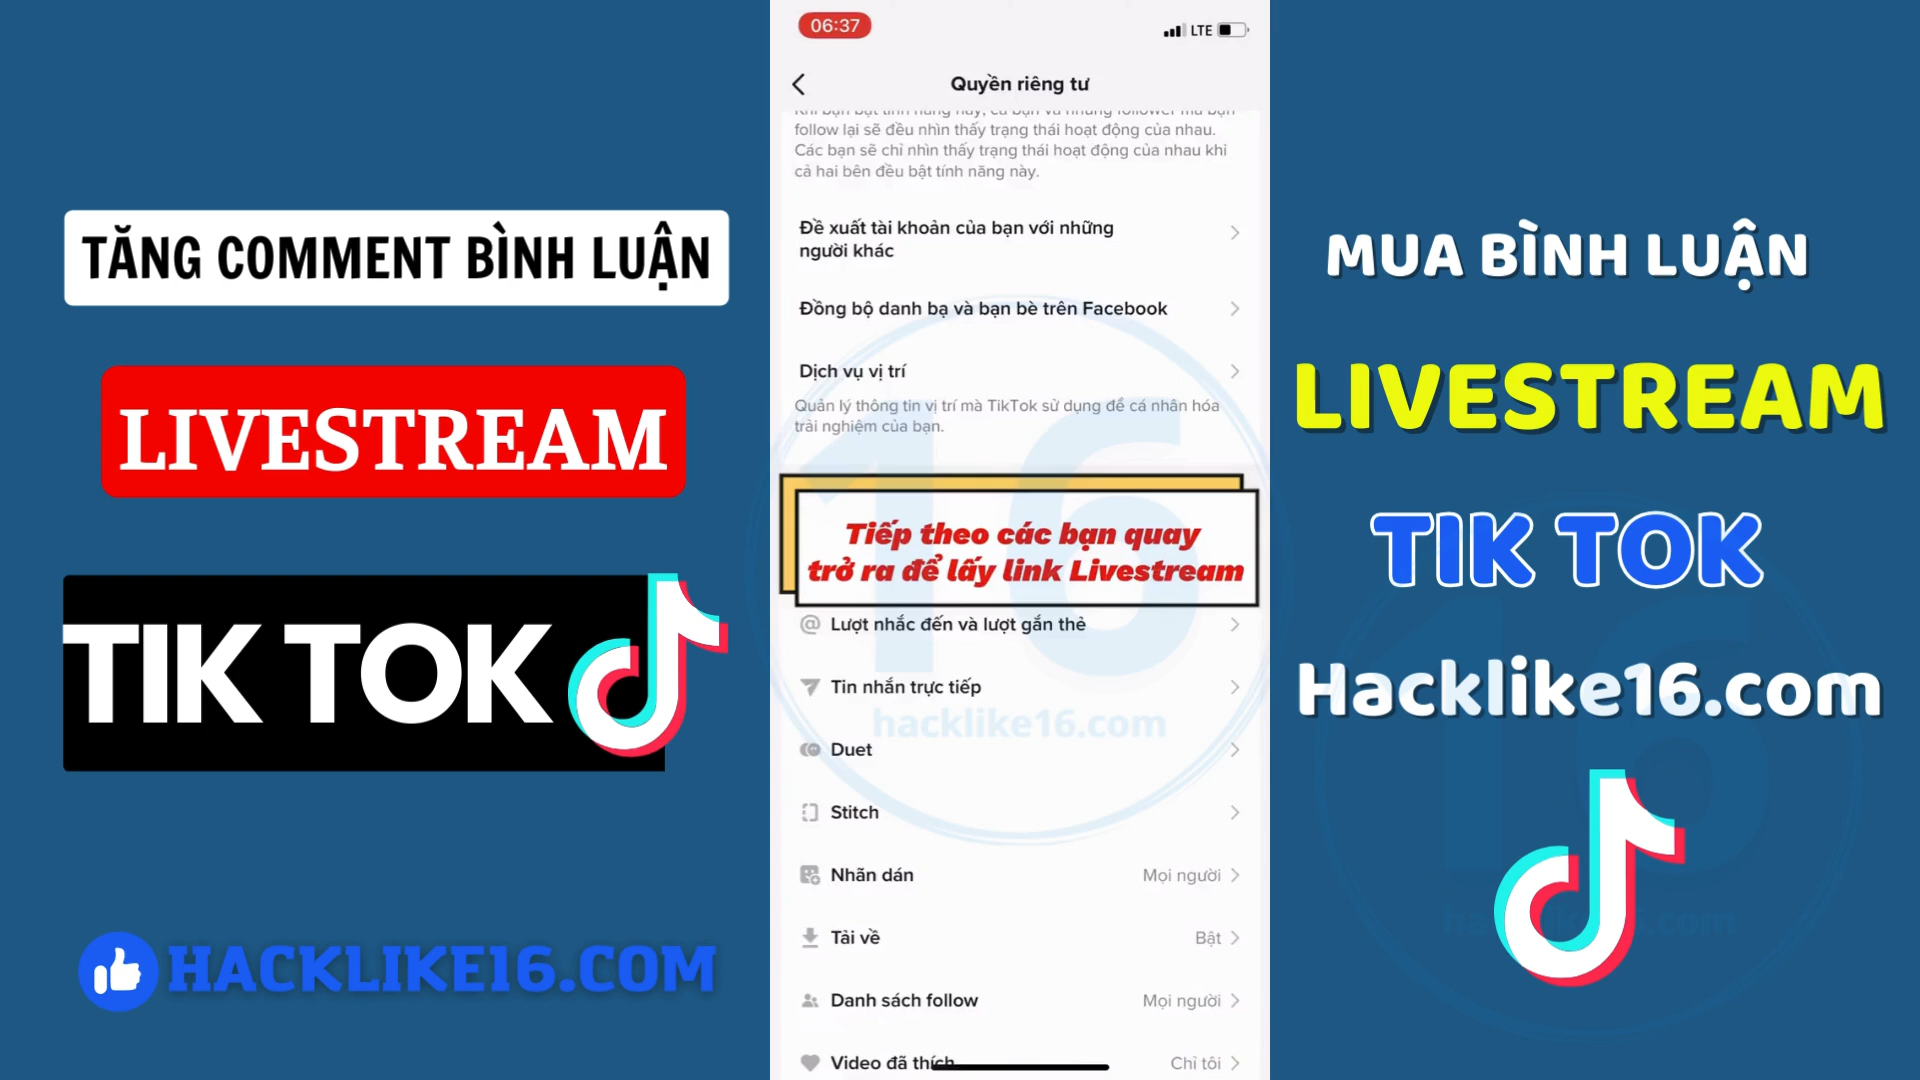 TĂNG COMMENT BÌNH LUẬN
LIVESTREAM
TIK TOK
HACKLIKE16.COM
06:37
LTE
Quyền riêng tư
follow lại sẽ đều nhìn thấy trạng thái hoạt động của nhau.
Các bạn sẽ chỉ nhìn thấy trạng thái hoạt động của nhau khi
cả hai bên đều bật tính năng này.
Đề xuất tài khoản của bạn với những
người khác
Đồng bộ danh bạ và bạn bè trên Facebook
Dịch vụ vị trí
Quản lý thông tin vị trí mà TikTok sử dụng để cá nhân hóa
trải nghiệm của bạn.
16
Tiếp theo các bạn quay
trở ra để lấy link Livestream
@ Lượt nhắc đến và lượt gắn thẻ
Tin nhắn trực tiếp
hacklike16.com
Duet
Stitch
Nhãn dán Mọi người
Tải về Bật
Danh sách follow Mọi người
Video đã thích Chỉ tôi
MUA BÌNH LUẬN
LIVESTREAM
TIK TOK
Hacklike16.com
16
hacklike16.com